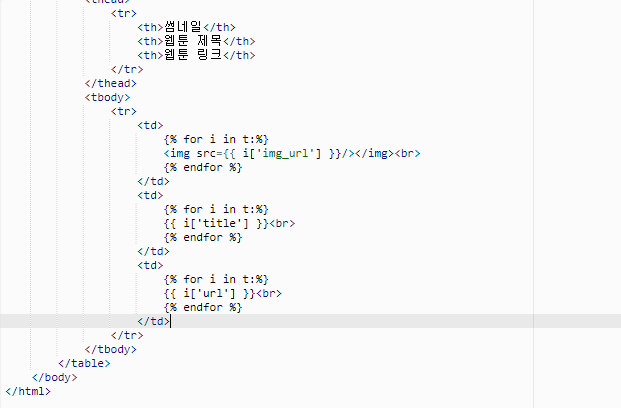 <thead>
<tr>
<th>썸네일</th>
<th>웹툰 제목</th>
<th>웹툰 링크</th>
</tr>
</thead>
<tbody>
<tr>
<td>
{% for i in t:%}
<img src={{ i['img_url'] }}/></img><br>
{% endfor %}
</td>
<td>
{% for i in t:%}
{{ i['title'] }}<br>
{% endfor %}
</td>
<td>
{% for i in t:%}
{{ i['url'] }}<br>
{% endfor %}
</td>
</tr>
</tbody>
</table>
</body>
</html>